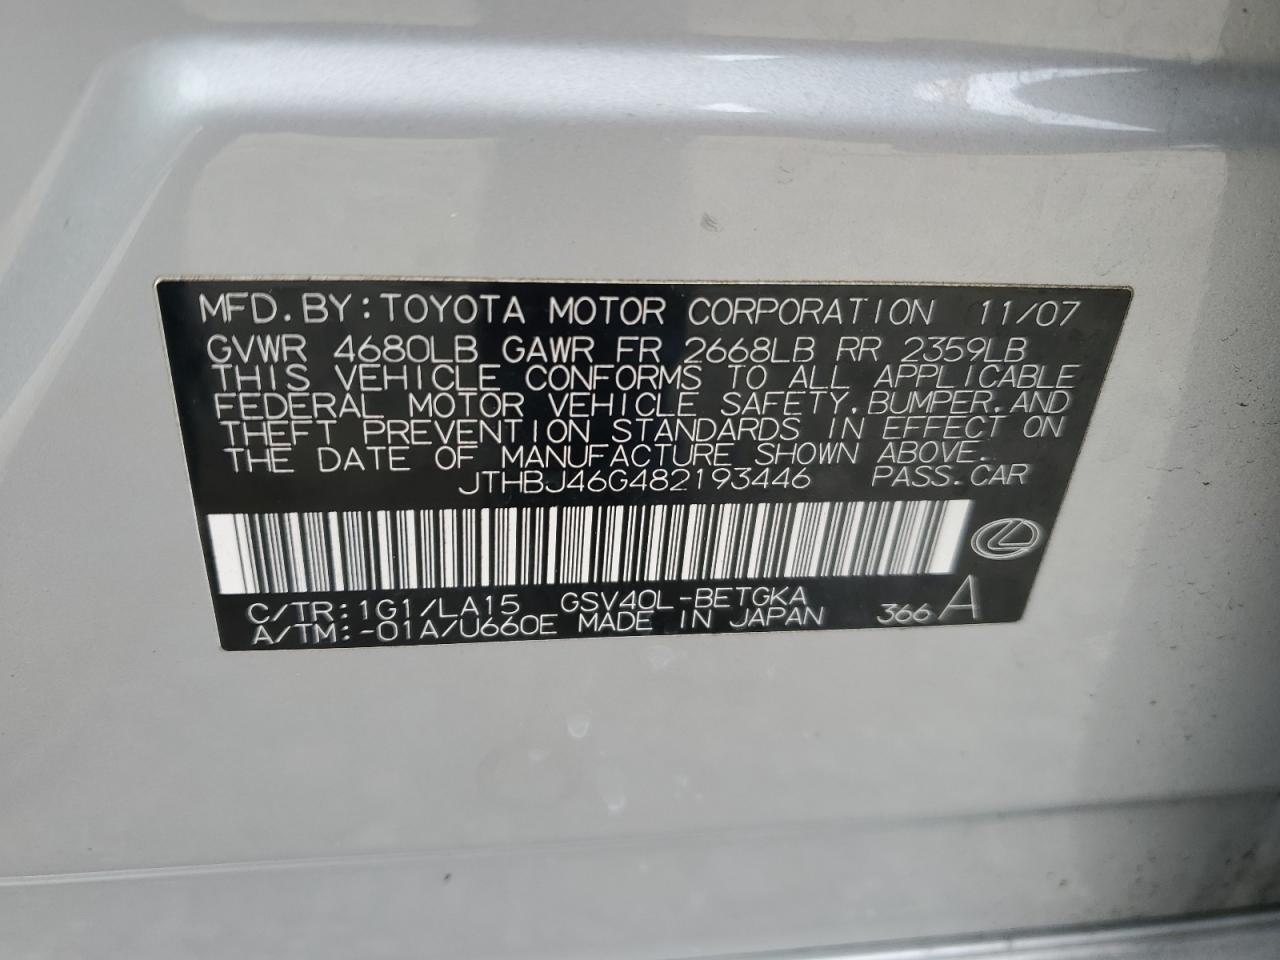 MFD. BY: TOYOTA MOTOR CORPORATION 11/07
GVWR 4680LB GAWR FR 2668LB RR 2359LB
THIS VEHICLE CONFORMS TO ALL APPLICABLE
FEDERAL MOTOR VEHICLE SAFETY, BUMPER, AND
THEFT PREVENTION STANDARDS IN EFFECT ON
THE DATE OF MANUFACTURE SHOWN ABOVE.
JTHBJ46G482193446 PASS. CAR
C/TR: 1G1/LA15 GSV40L-BETGKA 366 A
A/TM: -01A/U660E MADE IN JAPAN